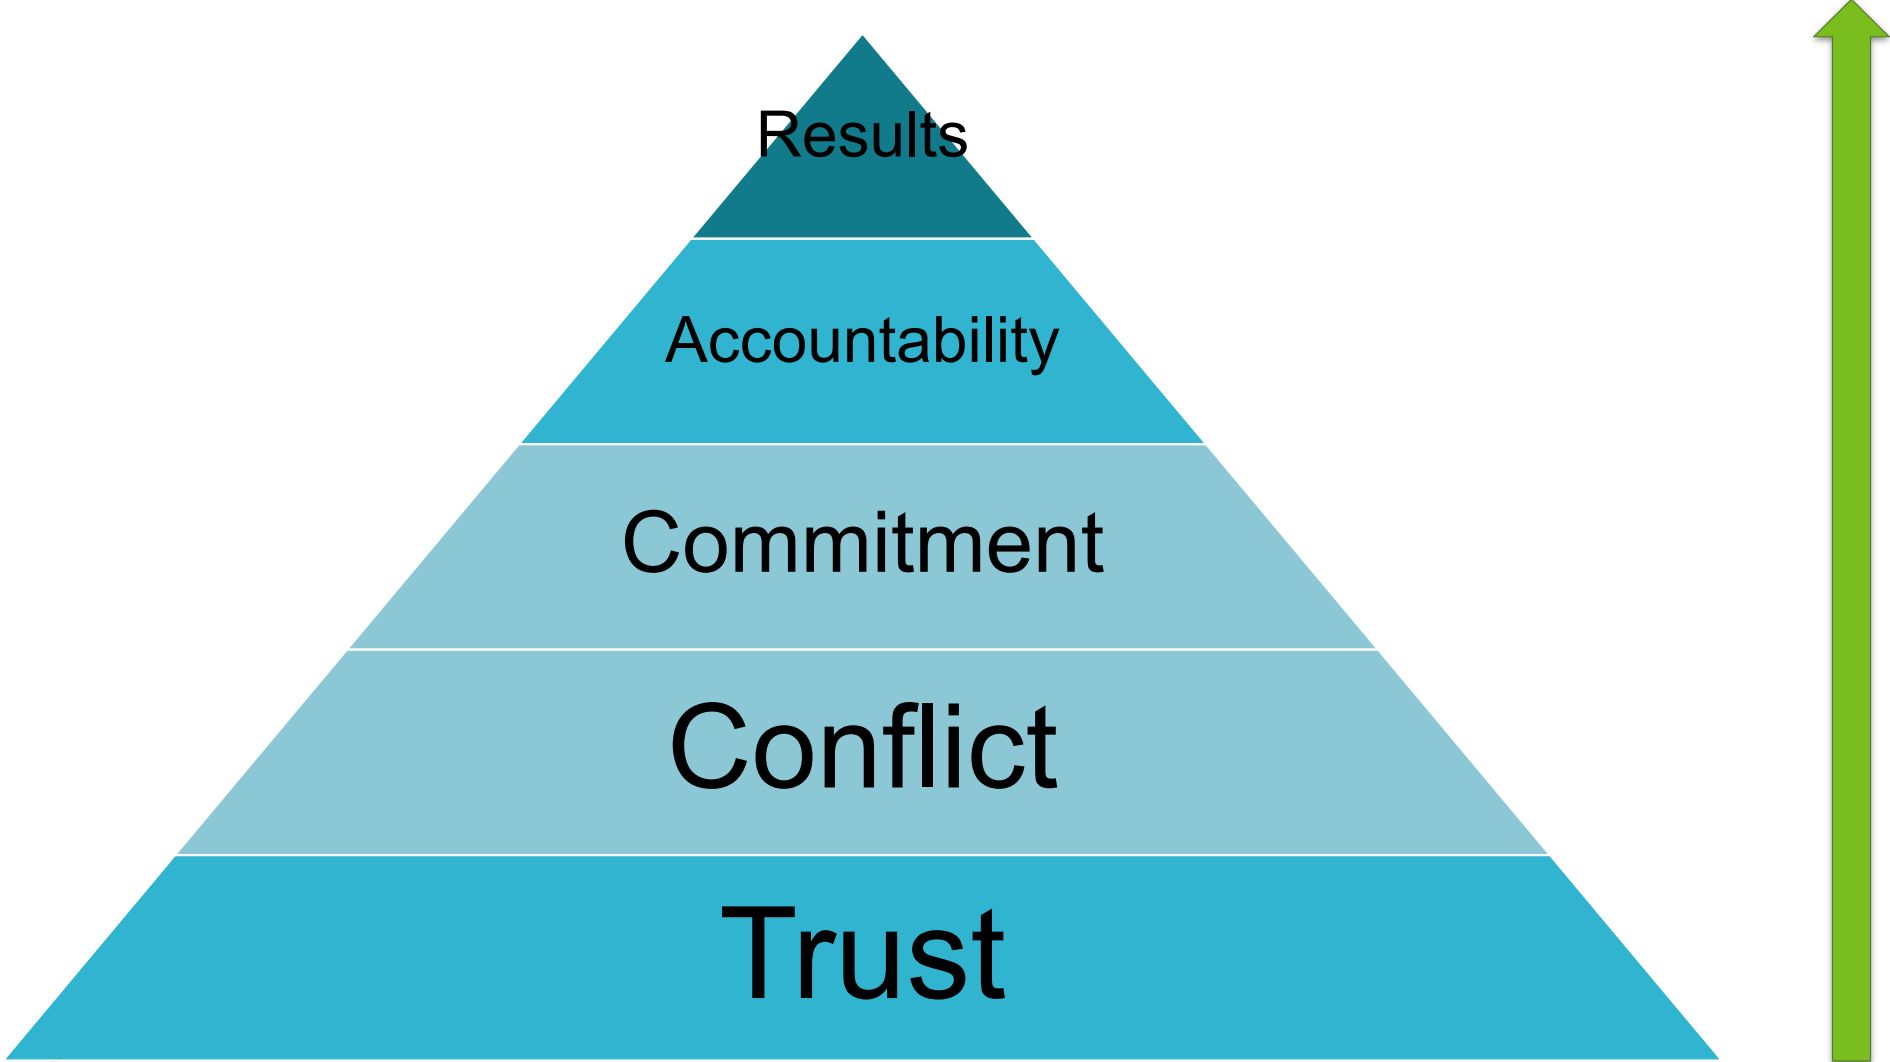 Results
Accountability
Commitment
Conflict
Trust